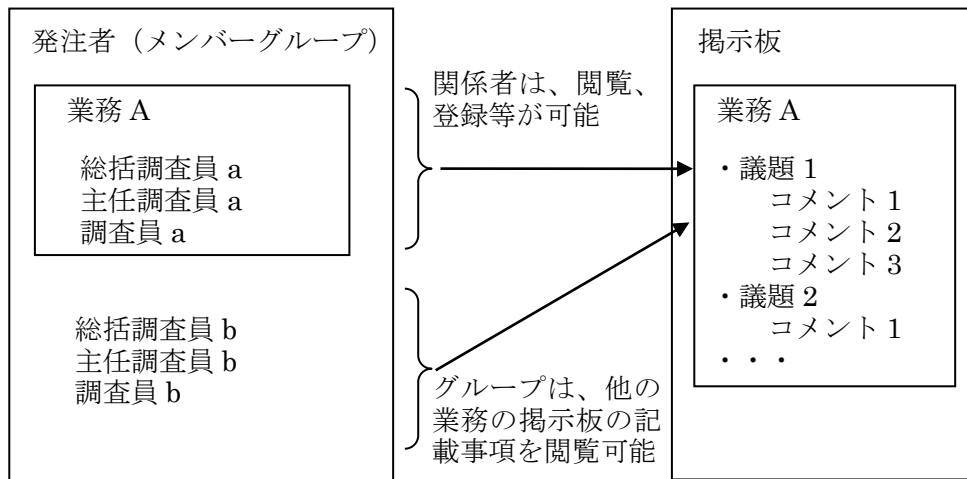 発注者（メンバーグループ）
業務 A
総括調査員 a
主任調査員 a
調査員 a
総括調査員 b
主任調査員 b
調査員 b
関係者は、閲覧、
登録等が可能
グループは、他の
業務の掲示板の記
載事項を閲覧可能
掲示板
業務 A
・議題 1
コメント 1
コメント 2
コメント 3
・議題 2
コメント 1
・・・